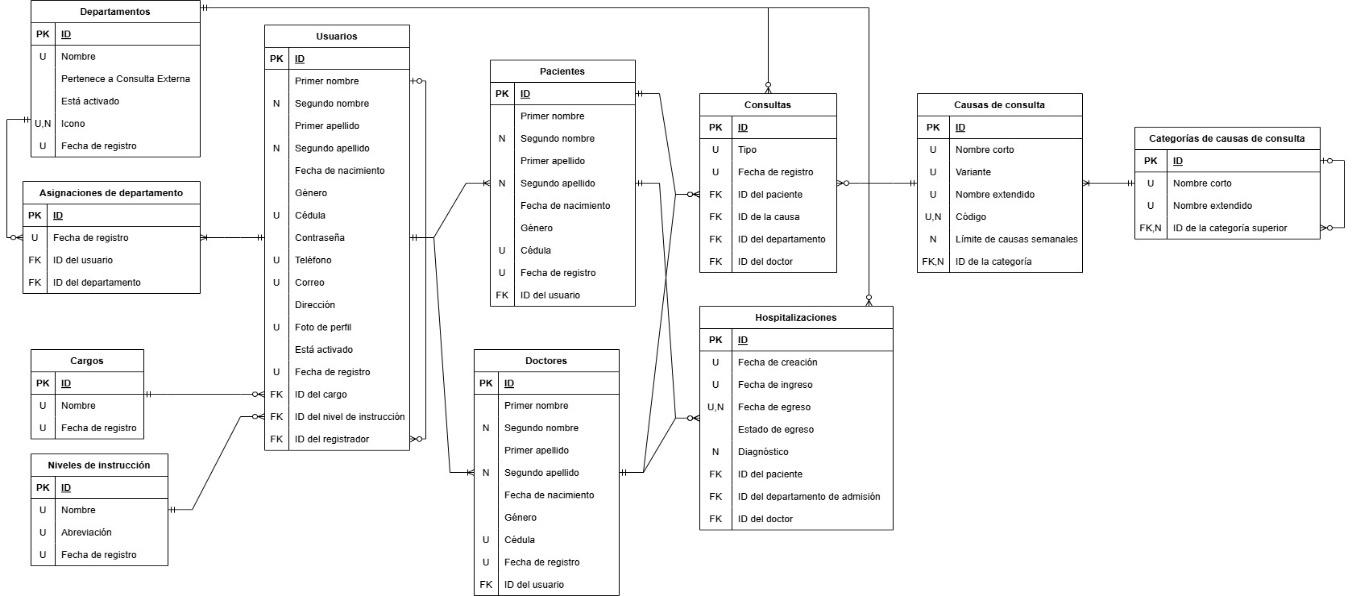 Departamentos
PK ID
U Nombre
Pertenece a Consulta Externa
Está activado
U,N Icono
U Fecha de registro
Asignaciones de departamento
PK ID
U Fecha de registro
FK ID del usuario
FK ID del departamento
Cargos
PK ID
U Nombre
U Fecha de registro
Niveles de instrucción
PK ID
U Nombre
U Abreviación
U Fecha de registro
Usuarios
PK ID
Primer nombre
N Segundo nombre
Primer apellido
N Segundo apellido
Fecha de nacimiento
Género
U Cédula
Contraseña
U Teléfono
U Correo
Dirección
U Foto de perfil
Está activado
U Fecha de registro
FK ID del cargo
FK ID del nivel de instrucción
FK ID del registrador
Pacientes
PK ID
Primer nombre
N Segundo nombre
Primer apellido
N Segundo apellido
Fecha de nacimiento
Género
U Cédula
U Fecha de registro
FK ID del usuario
Doctores
PK ID
Primer nombre
N Segundo nombre
Primer apellido
N Segundo apellido
Fecha de nacimiento
Género
U Cédula
U Fecha de registro
FK ID del usuario
Consultas
PK ID
U Tipo
U Fecha de registro
FK ID del paciente
FK ID de la causa
FK ID del departamento
FK ID del doctor
Hospitalizaciones
PK ID
U Fecha de creación
U Fecha de ingreso
U,N Fecha de egreso
Estado de egreso
N Diagnóstico
FK ID del paciente
FK ID del departamento de admisión
FK ID del doctor
Causas de consulta
PK ID
U Nombre corto
U Variante
U Nombre extendido
U,N Código
N Límite de causas semanales
FK,N ID de la categoría
Categorías de causas de consulta
PK ID
U Nombre corto
U Nombre extendido
FK,N ID de la categoría superior